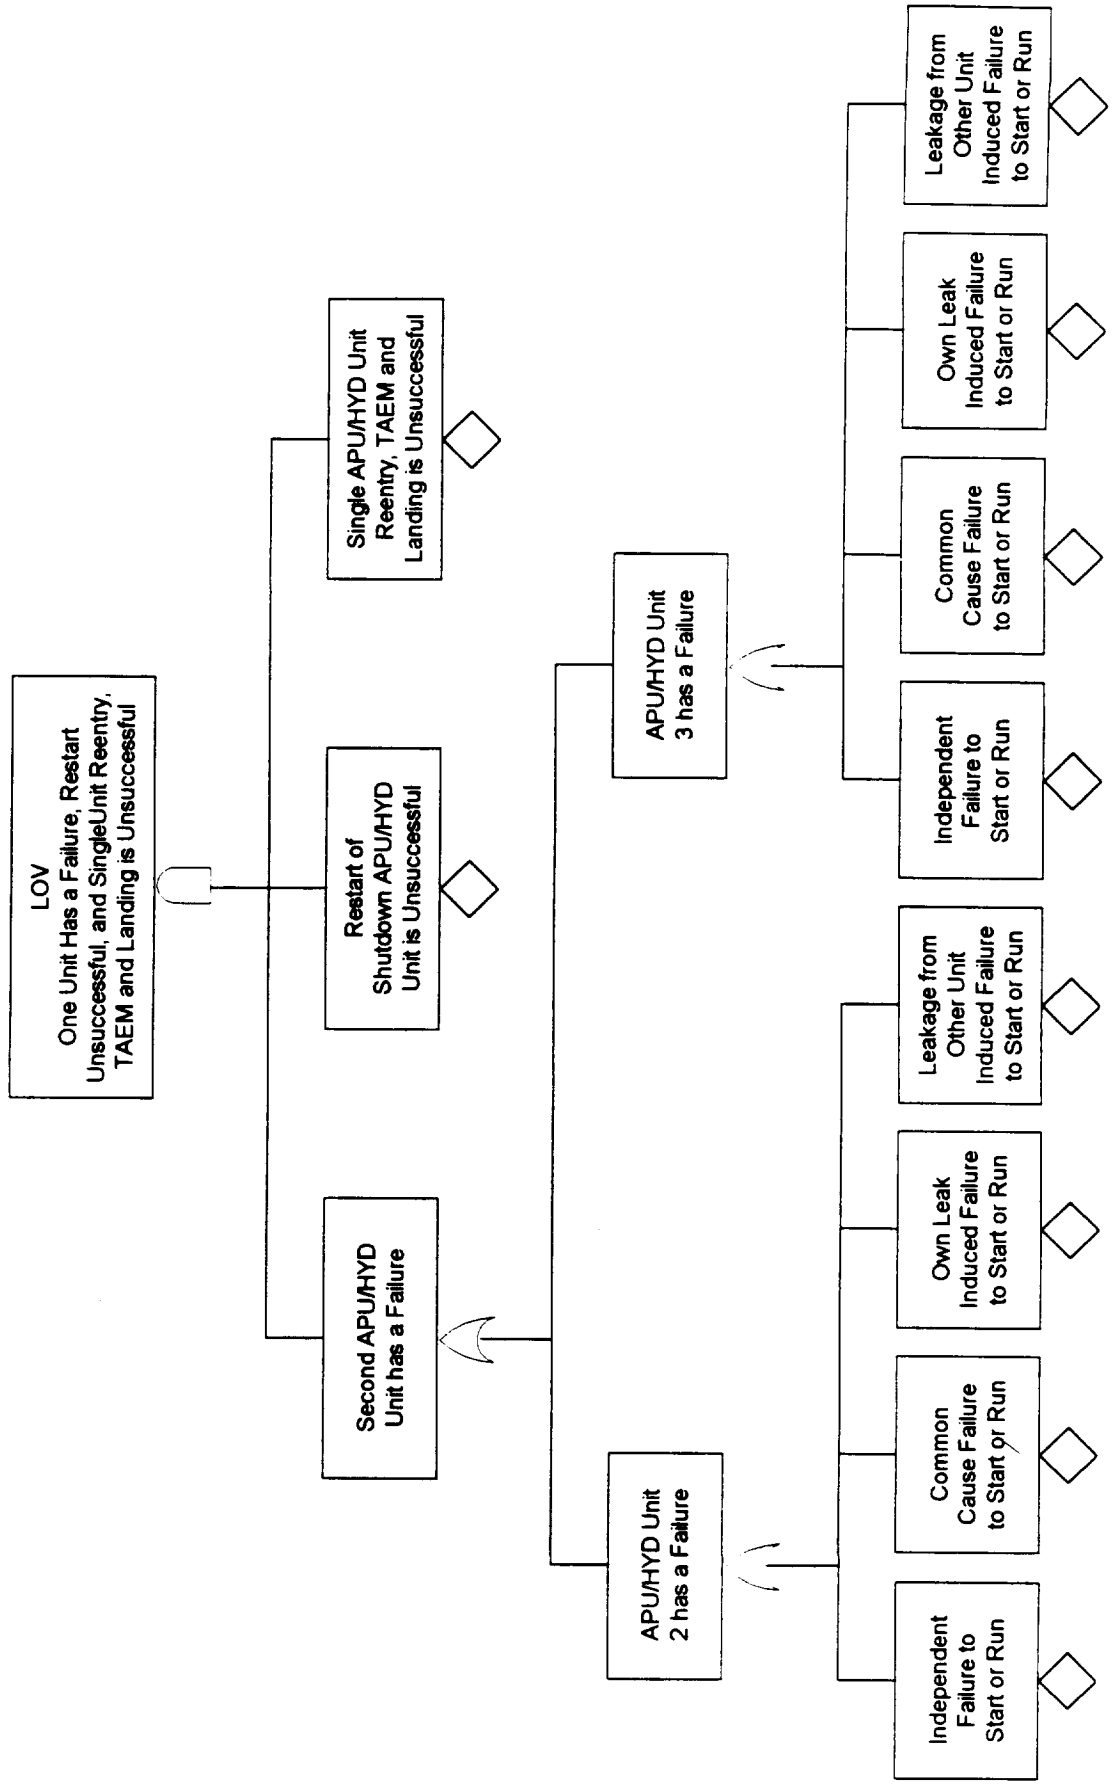 LOV
One Unit Has a Failure, Restart
Unsuccessful, and SingleUnit Reentry,
TAEM and Landing is Unsuccessful
Second APU/HYD
Unit has a Failure
Restart of
Shutdown APU/HYD
Unit is Unsuccessful
Single APU/HYD Unit
Reentry, TAEM and
Landing is Unsuccessful
APU/HYD Unit
2 has a Failure
APU/HYD Unit
3 has a Failure
Independent
Failure to
Start or Run
Common
Cause Failure
to Start or Run
Own Leak
Induced Failure
to Start or Run
Leakage from
Other Unit
Induced Failure
to Start or Run
Independent
Failure to
Start or Run
Common
Cause Failure
to Start or Run
Own Leak
Induced Failure
to Start or Run
Leakage from
Other Unit
Induced Failure
to Start or Run